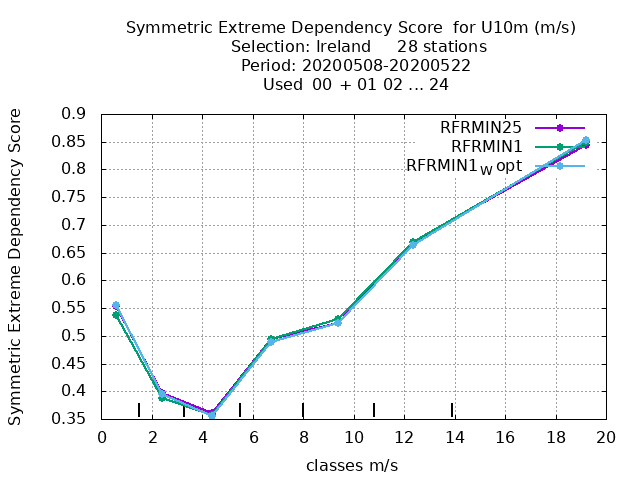 Symmetric Extreme Dependency Score for U10m (m/s)
Selection: Ireland 28 stations
Period: 20200508-20200522
Used 00 + 01 02 ... 24
Symmetric Extreme Dependency Score
0.9
0.85
0.8
0.75
0.7
0.65
0.6
0.55
0.5
0.45
0.4
0.35
RFRMIN25
RFRMIN1
RFRMIN1W opt
0 2 4 6 8 10 12 14 16 18 20
classes m/s